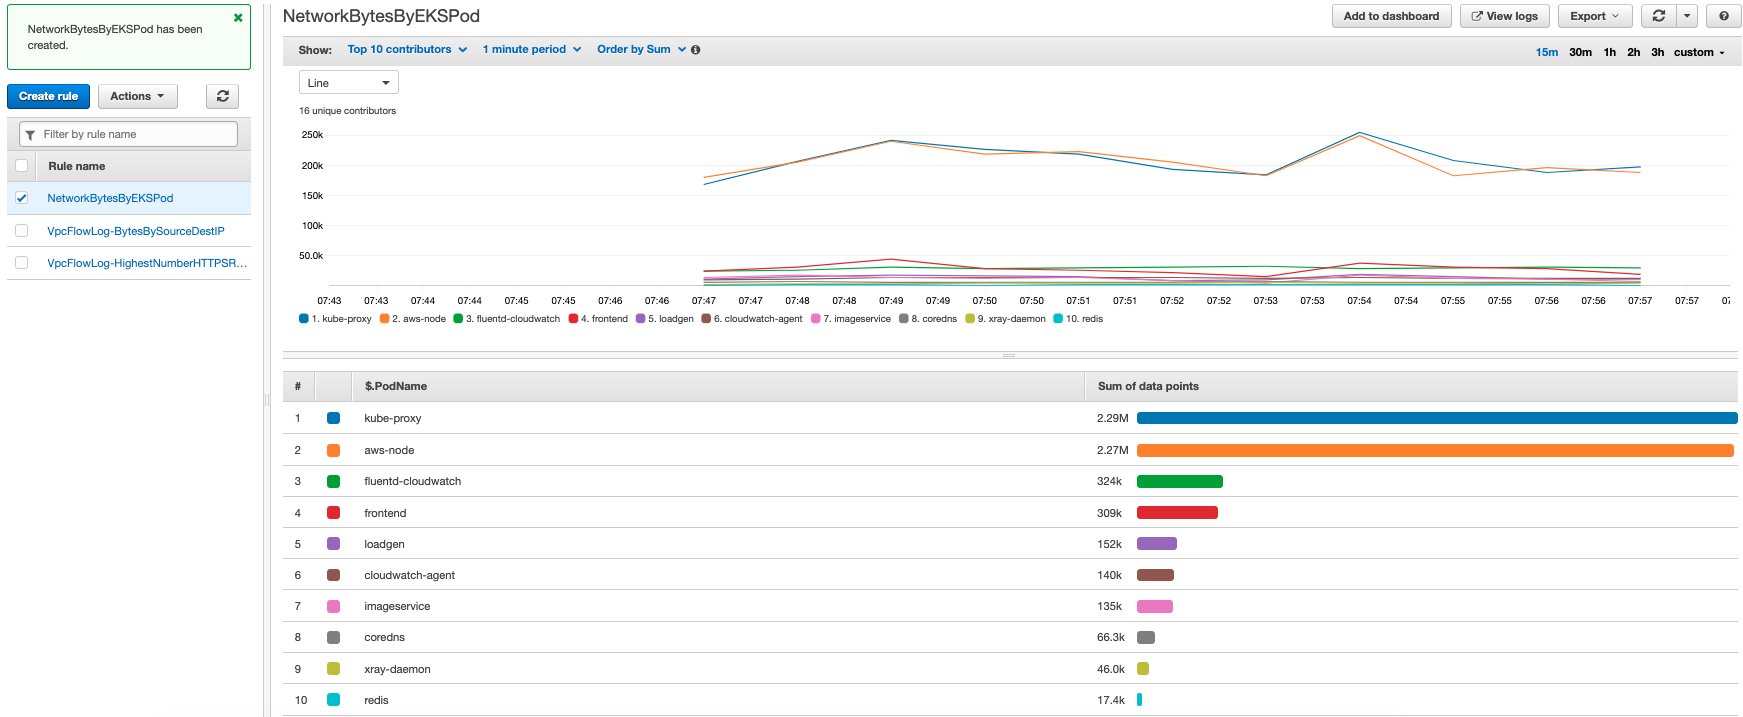 NetworkBytesByEKSPod has been
created.
Create rule
Actions
Filter by rule name
Rule name
NetworkBytesByEKSPod
VpcFlowLog-BytesBySourceDestIP
VpcFlowLog-HighestNumberHTTPSR...
NetworkBytesByEKSPod
Add to dashboard
View logs
Export
Show: Top 10 contributors 1 minute period Order by Sum
15m 30m 1h 2h 3h custom
Line
16 unique contributors
250k
200k
150k
100k
50.0k
07:43 07:43 07:44 07:44 07:45 07:45 07:46 07:46 07:47 07:47 07:48 07:48 07:49 07:49 07:50 07:50 07:51 07:51 07:52 07:52 07:53 07:53 07:54 07:54 07:55 07:55 07:56 07:56 07:57 07:57
1. kube-proxy 2. aws-node 3. fluentd-cloudwatch 4. frontend 5. loadgen 6. cloudwatch-agent 7. imageservice 8. coredns 9. xray-daemon 10. redis
# $.PodName Sum of data points
1 kube-proxy 2.29M
2 aws-node 2.27M
3 fluentd-cloudwatch 324k
4 frontend 309k
5 loadgen 152k
6 cloudwatch-agent 140k
7 imageservice 135k
8 coredns 66.3k
9 xray-daemon 46.0k
10 redis 17.4k